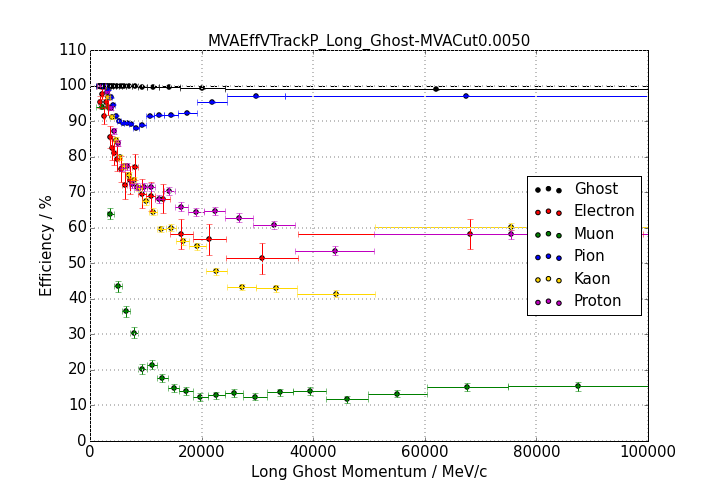 MVAEffVTrackP_Long_Ghost-MVACut0.0050
110
100
90
80
70
60
50
40
30
20
10
0
Efficiency / %
Ghost
Electron
Muon
Pion
Kaon
Proton
0 20000 40000 60000 80000 100000
Long Ghost Momentum / MeV/c